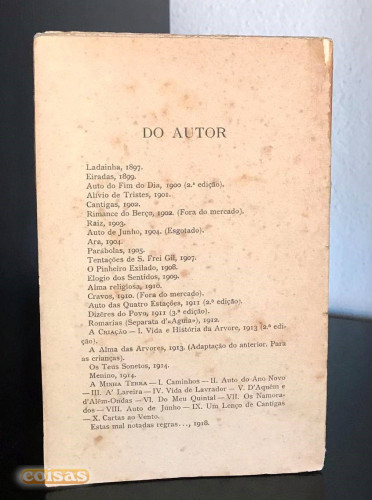 DO AUTOR
Ladainha, 1897.
Eiradas, 1899.
Auto do Fim do Dia, 1900 (2.ª edição).
Alívio de Tristes, 1901.
Cantigas, 1902.
Rimance do Berço, 1902. (Fora do mercado).
Raiz, 1903.
Auto de Junho, 1904. (Esgotado).
Ara, 1904.
Parábolas, 1905.
Tentações de S. Frei Gil, 1907.
O Pinheiro Exilado, 1908.
Elogio dos Sentidos, 1909.
Alma religiosa, 1910.
Cravos, 1910. (Fora do mercado).
Auto das Quatro Estações, 1911 (2.ª edição).
Dizêres do Povo, 1911 (3.ª edição).
Romarias (Separata d'«Aguia»), 1912.
A CRIAÇÃO — I. Vida e História da Arvore, 1913 (2.ª edi-
ção).
A Alma das Arvores, 1913. (Adaptação do anterior. Para
as crianças).
Os Teus Sonetos, 1914.
Menino, 1914.
A MINHA TERRA — I. Caminhos — II. Auto do Ano Novo
— III. A' Lareira — IV. Vida de Lavrador — V. D'Aquém e
d'Além-Ondas — VI. Do Meu Quintal — VII. Os Namora-
dos — VIII. Auto de Junho — IX. Um Lenço de Cantigas
— X. Cartas ao Vento.
Estas mal notadas regras..., 1918.
coisas